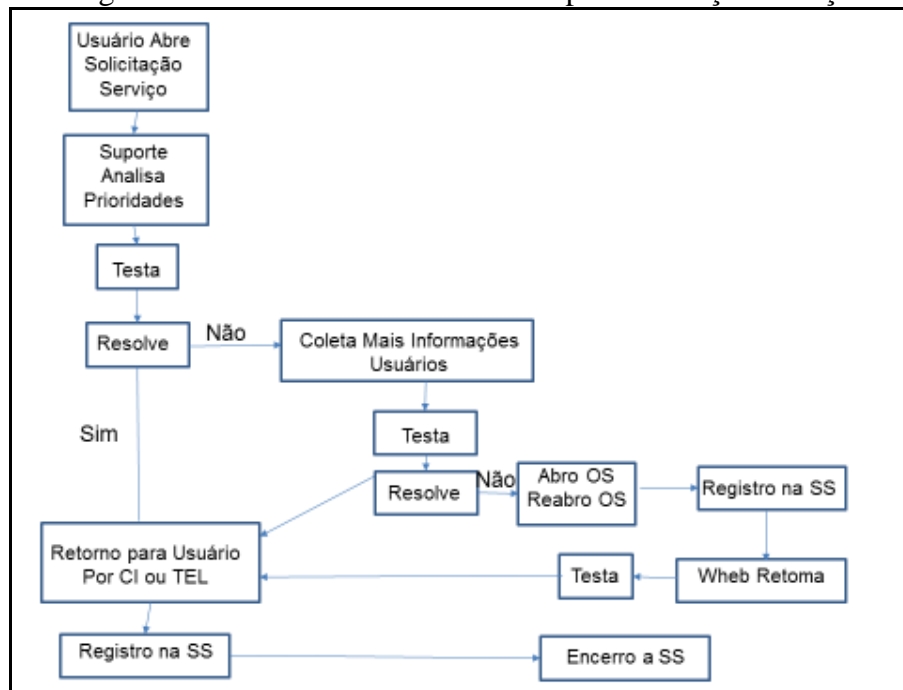 Usuário Abre
Solicitação
Serviço
Suporte
Analisa
Prioridades
Testa
Resolve
Não
Coleta Mais Informações
Usuários
Sim
Testa
Resolve
Não
Abro OS
Reabro OS
Registro na SS
Retorno para Usuário
Por CI ou TEL
Testa
Wheb Retoma
Registro na SS
Encerro a SS